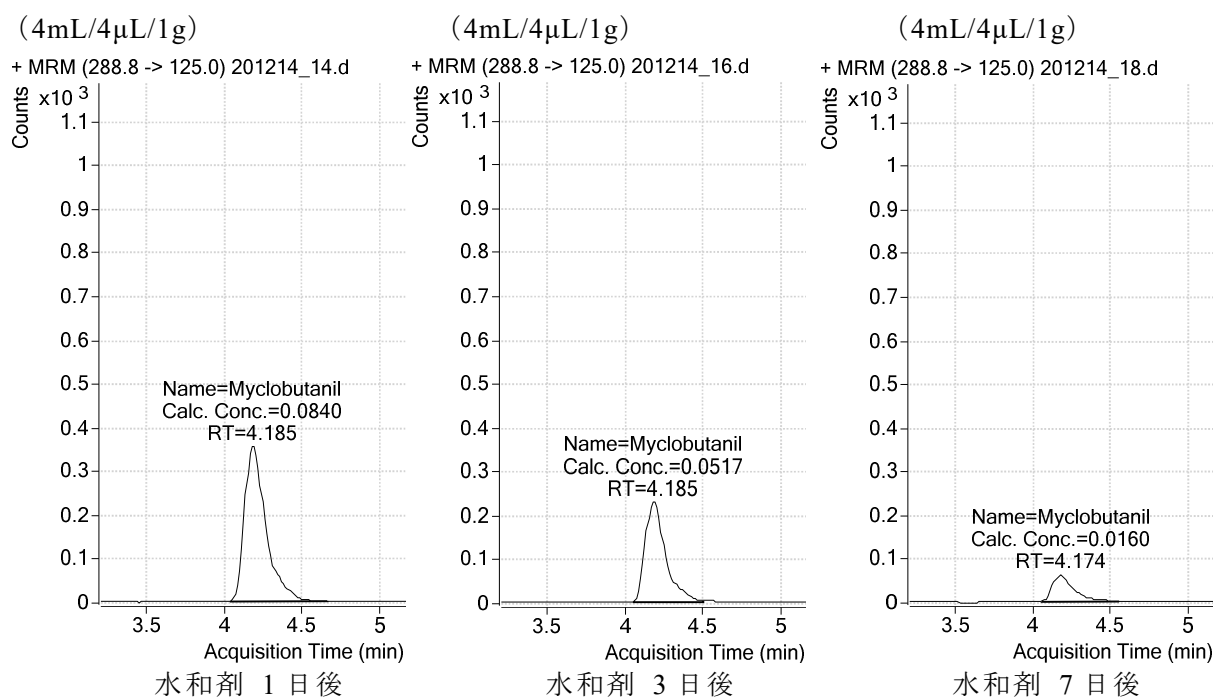 （4mL/4μL/1g）
+ MRM (288.8 -> 125.0) 201214_14.d
Counts
x10 3
1.1
1
0.9
0.8
0.7
0.6
0.5
0.4
0.3
0.2
0.1
0
Name=Myclobutanil
Calc. Conc.=0.0840
RT=4.185
3.5
4
4.5
5
Acquisition Time (min)
水和剤 1 日後
（4mL/4μL/1g）
+ MRM (288.8 -> 125.0) 201214_16.d
Counts
x10 3
1.1
1
0.9
0.8
0.7
0.6
0.5
0.4
0.3
0.2
0.1
0
Name=Myclobutanil
Calc. Conc.=0.0517
RT=4.185
3.5
4
4.5
5
Acquisition Time (min)
水和剤 3 日後
（4mL/4μL/1g）
+ MRM (288.8 -> 125.0) 201214_18.d
Counts
x10 3
1.1
1
0.9
0.8
0.7
0.6
0.5
0.4
0.3
0.2
0.1
0
Name=Myclobutanil
Calc. Conc.=0.0160
RT=4.174
3.5
4
4.5
5
Acquisition Time (min)
水和剤 7 日後